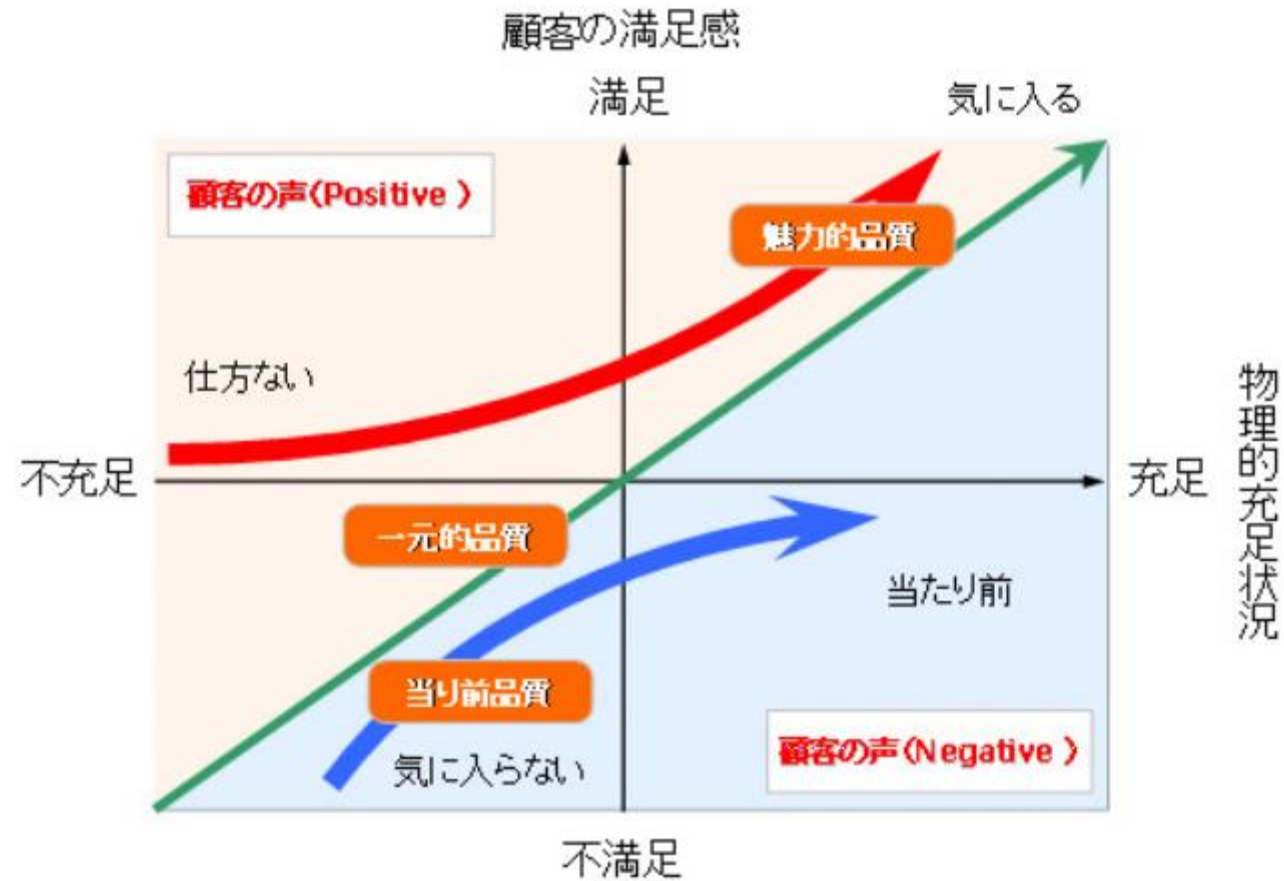 顧客の満足感
満足
気に入る
顧客の声(Positive )
魅力的品質
仕方ない
不充足
充足
物理的充足状況
一元的品質
当たり前
当り前品質
気に入らない
顧客の声(Negative )
不満足